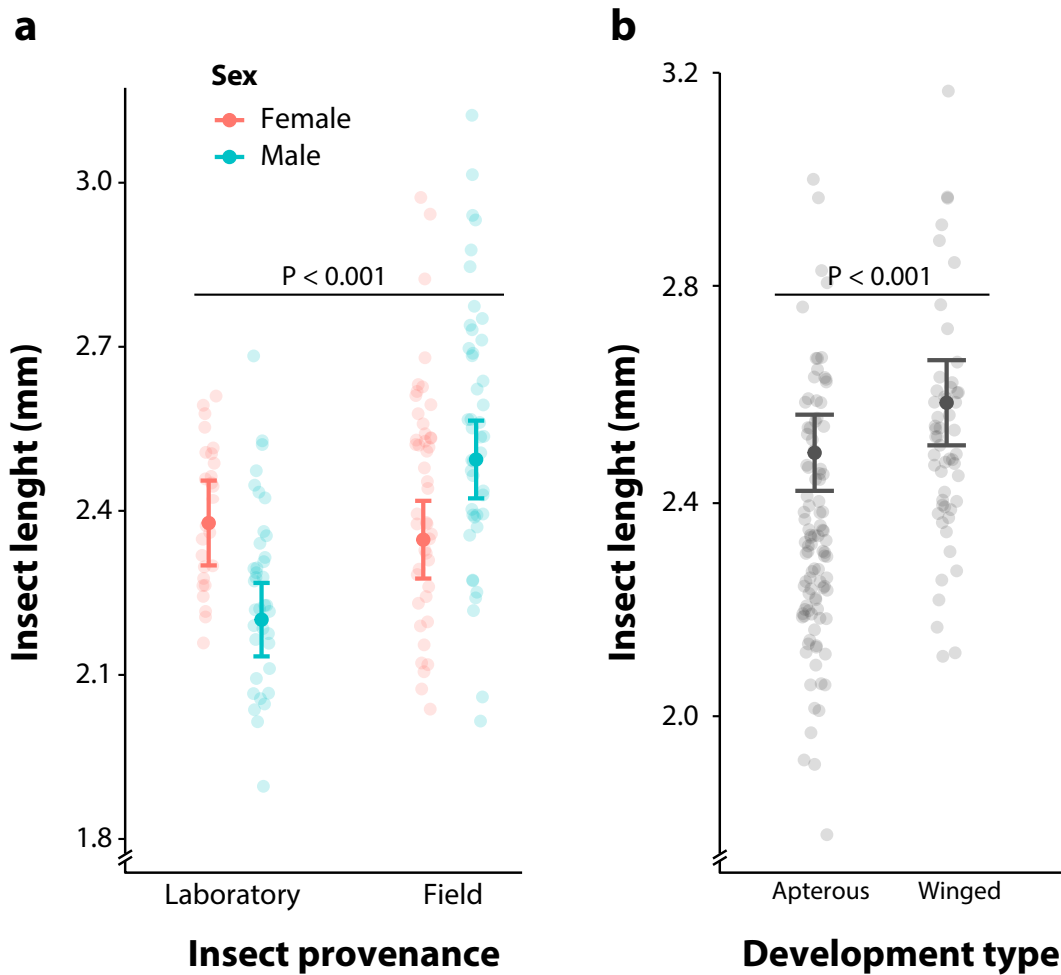 a
Sex
Female
Male
3.0
2.7
2.4
2.1
1.8
P < 0.001
Insect lenght (mm)
Laboratory Field
Insect provenance
b
3.2
2.8
2.4
2.0
P < 0.001
Insect lenght (mm)
Apterous Winged
Development type